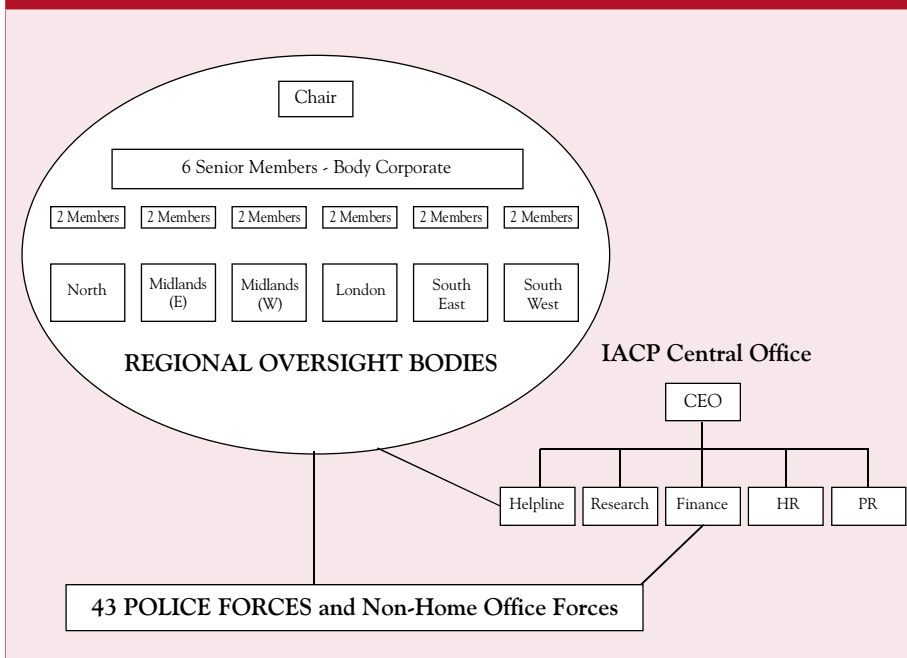 Chair
6 Senior Members - Body Corporate
2 Members 2 Members 2 Members 2 Members 2 Members 2 Members
North
Midlands
(E)
Midlands
(W)
London
South
East
South
West
REGIONAL OVERSIGHT BODIES
IACP Central Office
CEO
Helpline Research Finance HR PR
43 POLICE FORCES and Non-Home Office Forces